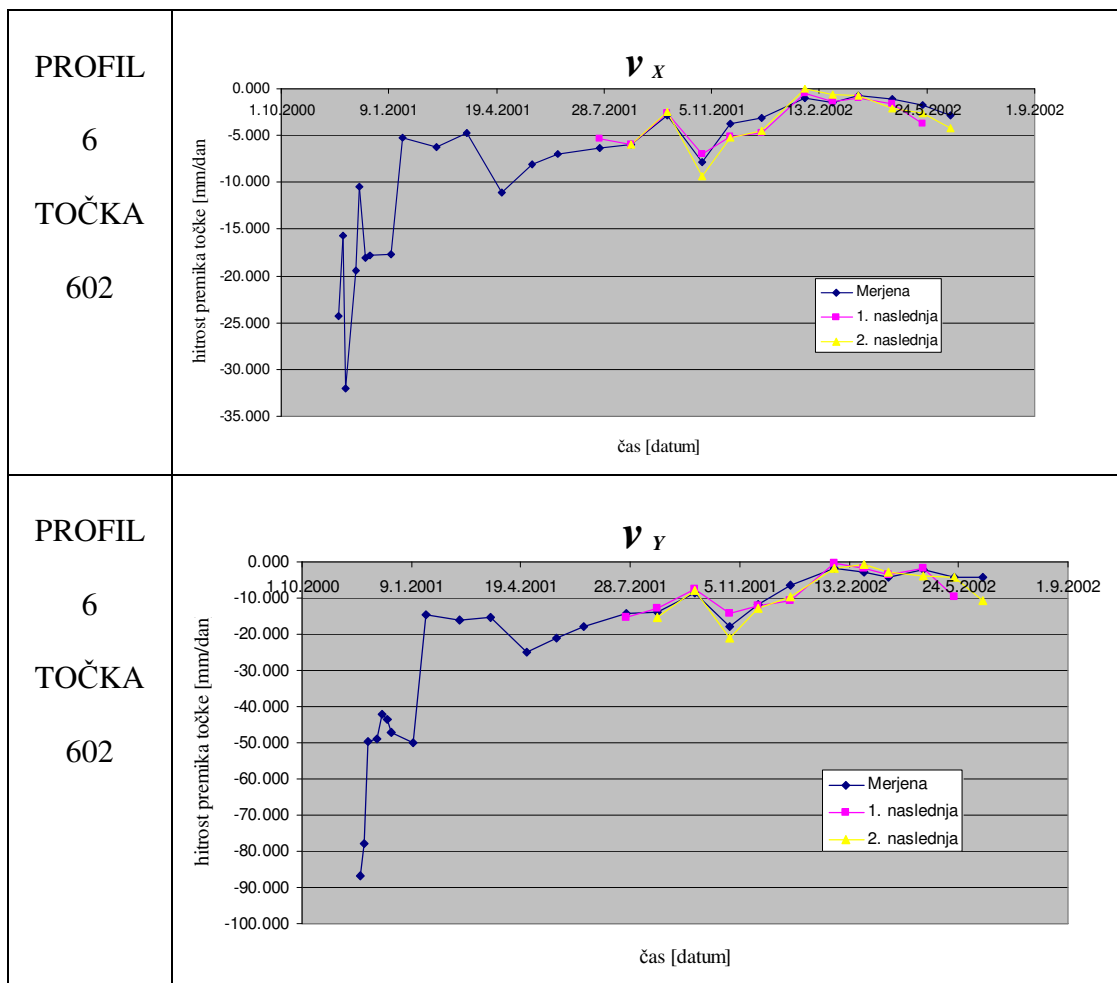 PROFIL
6
TOČKA
602
v X
0.000
-5.000
-10.000
-15.000
-20.000
-25.000
-30.000
-35.000
1.10.2000 9.1.2001 19.4.2001 28.7.2001 5.11.2001 13.2.2002 24.5.2002 1.9.2002
hitrost premika točke [mm/dan]
čas [datum]
Merjena
1. naslednja
2. naslednja
PROFIL
6
TOČKA
602
v Y
0.000
-10.000
-20.000
-30.000
-40.000
-50.000
-60.000
-70.000
-80.000
-90.000
-100.000
1.10.2000 9.1.2001 19.4.2001 28.7.2001 5.11.2001 13.2.2002 24.5.2002 1.9.2002
hitrost premika točke [mm/dan]
čas [datum]
Merjena
1. naslednja
2. naslednja